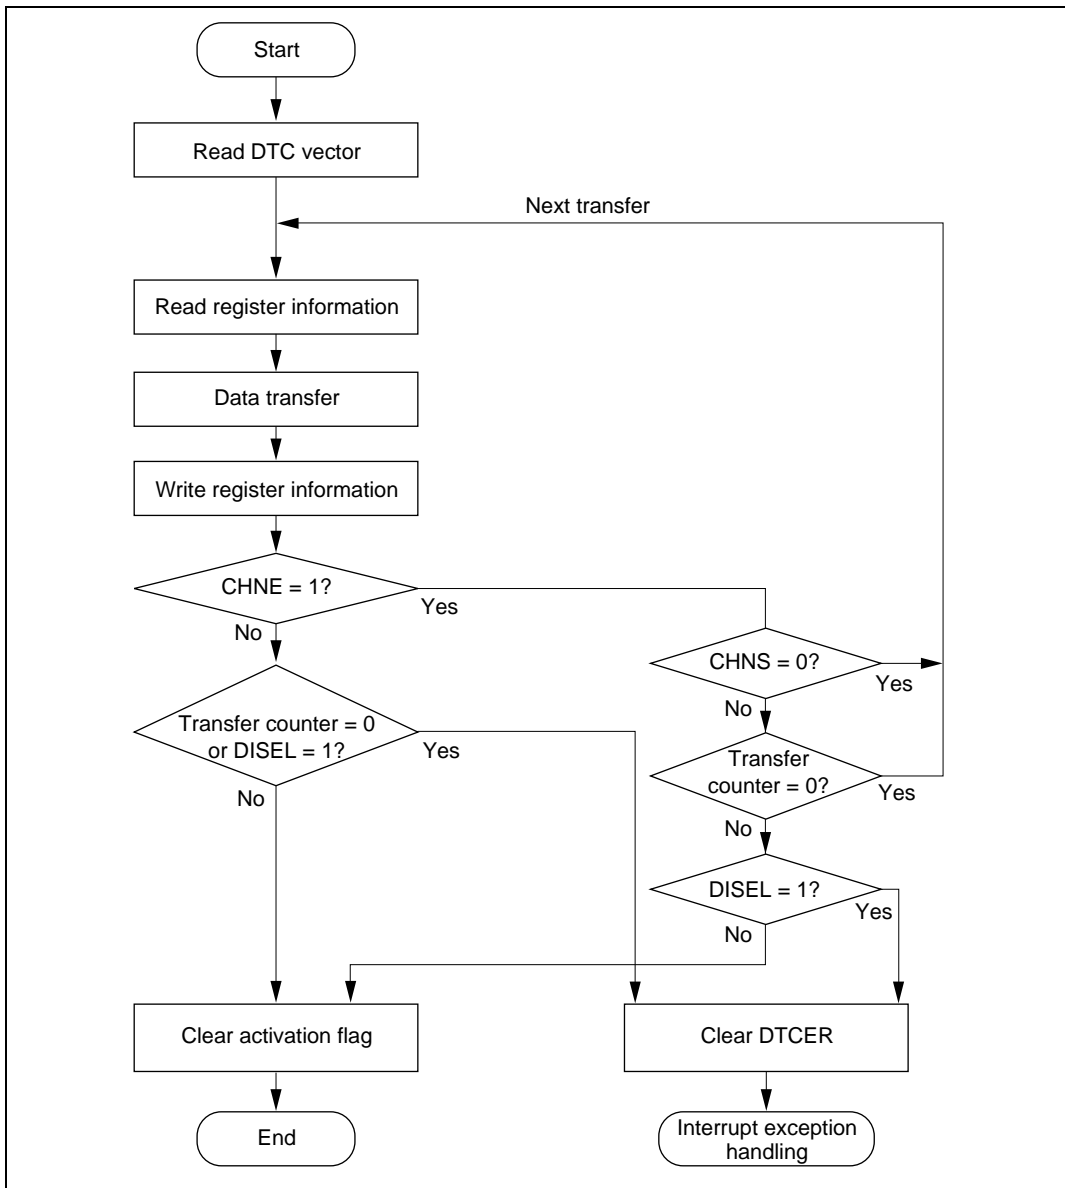 Start
Read DTC vector
Next transfer
Read register information
Data transfer
Write register information
CHNE = 1?
Yes
No
CHNS = 0?
Yes
No
Transfer counter = 0
or DISEL = 1?
Yes
No
Transfer
counter = 0?
Yes
No
DISEL = 1?
Yes
No
Clear activation flag
Clear DTCER
End
Interrupt exception
handling